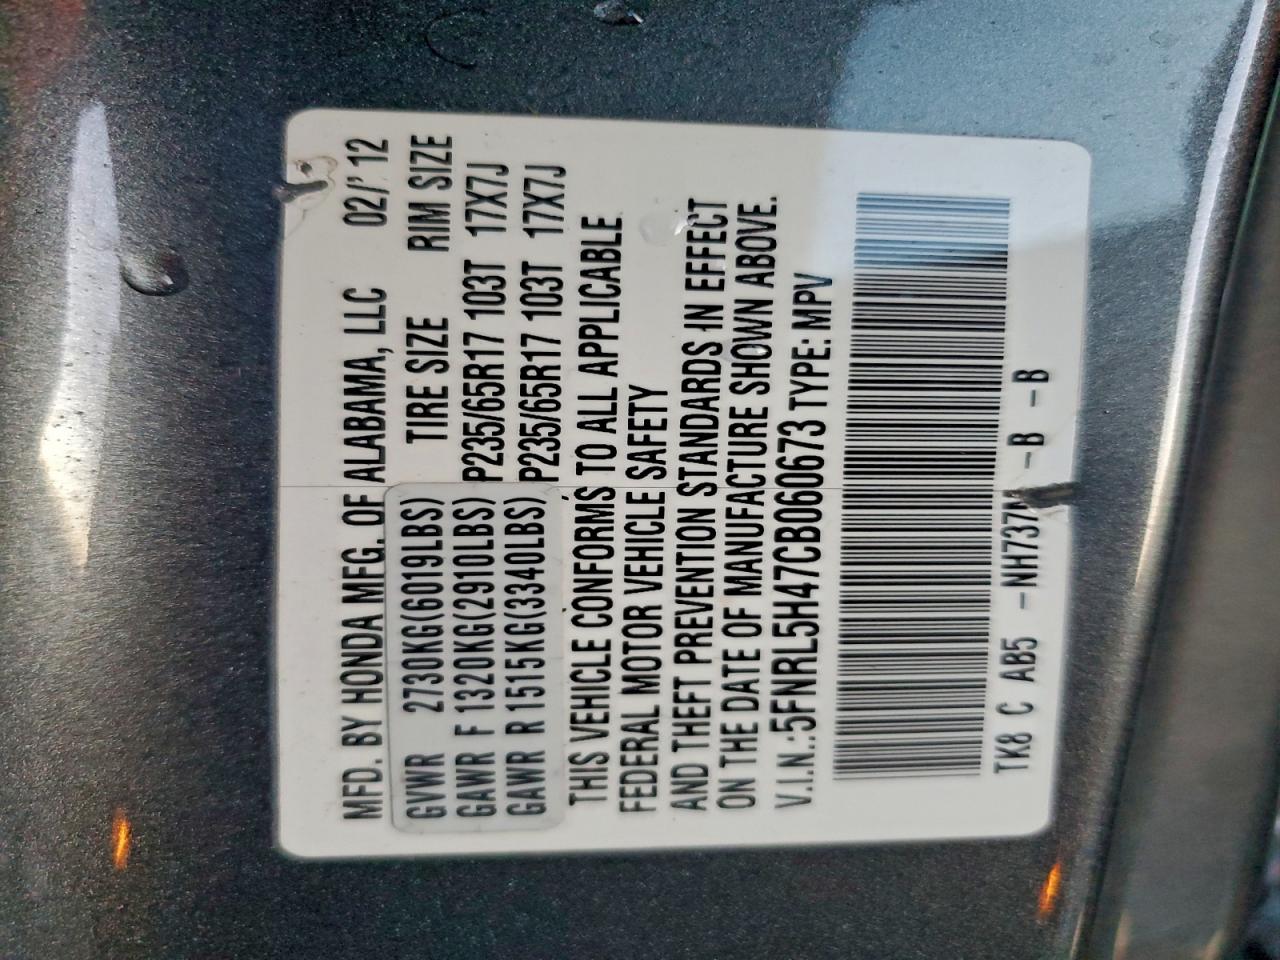 MFD. BY HONDA MFG. OF ALABAMA, LLC 02/'12
GVWR 2730KG(6019LBS) TIRE SIZE RIM SIZE
GAWR F 1320KG(2910LBS) P235/65R17 103T 17X7J
GAWR R 1515KG(3340LBS) P235/65R17 103T 17X7J
THIS VEHICLE CONFORMS TO ALL APPLICABLE
FEDERAL MOTOR VEHICLE SAFETY
AND THEFT PREVENTION STANDARDS IN EFFECT
ON THE DATE OF MANUFACTURE SHOWN ABOVE.
V.I.N.:5FNRL5H47CB060673 TYPE: MPV
TK8 C AB5 -NH737M -B -B